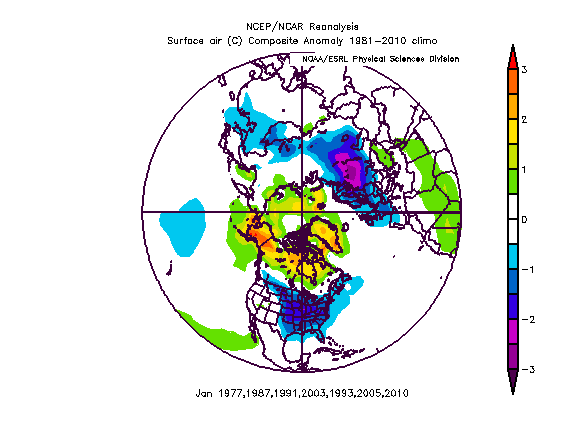 NCEP/NCAR Reanalysis
Surface air (C) Composite Anomaly 1981-2010 climo
NOAA/ESRL Physical Sciences Division
3
2
1
0
-1
-2
-3
Jan 1977,1987,1991,2003,1993,2005,2010